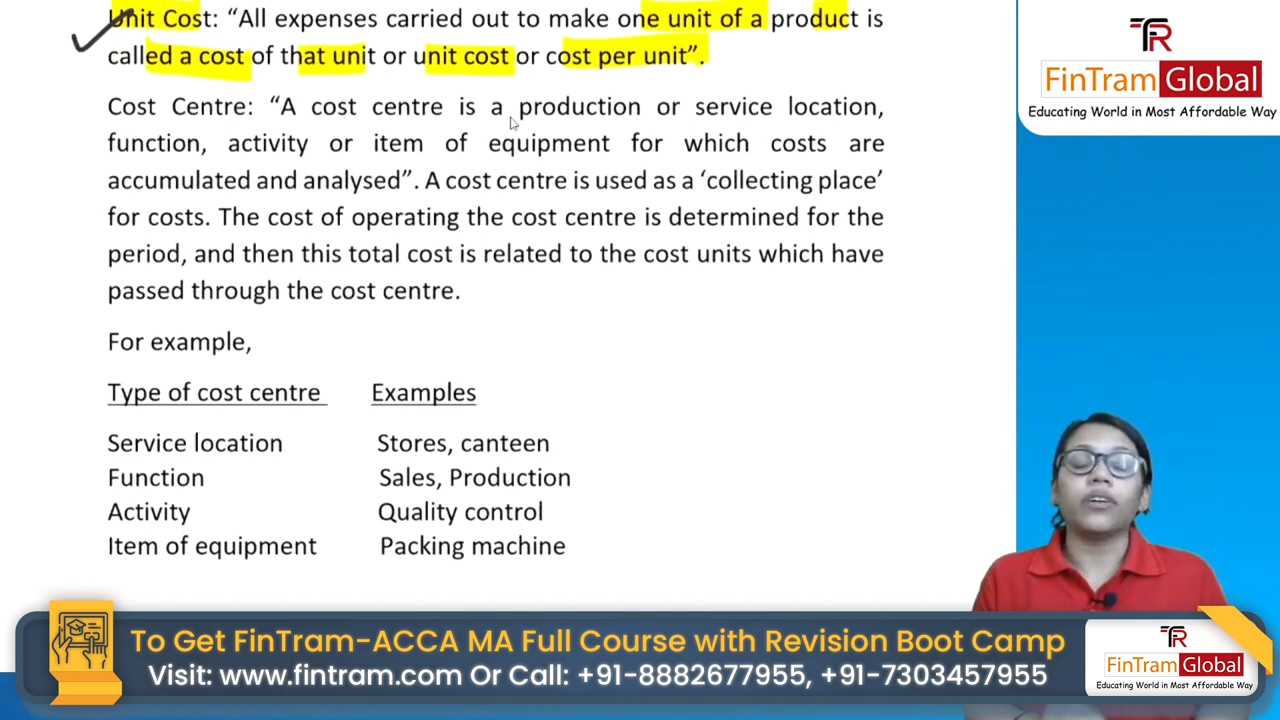 Unit Cost: “All expenses carried out to make one unit of a product is
called a cost of that unit or unit cost or cost per unit”.
Cost Centre: “A cost centre is a production or service location,
function, activity or item of equipment for which costs are
accumulated and analysed”. A cost centre is used as a ‘collecting place’
for costs. The cost of operating the cost centre is determined for the
period, and then this total cost is related to the cost units which have
passed through the cost centre.
For example,
Type of cost centre Examples
Service location Stores, canteen
Function Sales, Production
Activity Quality control
Item of equipment Packing machine
FinTram Global
Educating World in Most Affordable Way
To Get FinTram-ACCA MA Full Course with Revision Boot Camp
Visit: www.fintram.com Or Call: +91-8882677955, +91-7303457955
FinTram Global
Educating World in Most Affordable Way